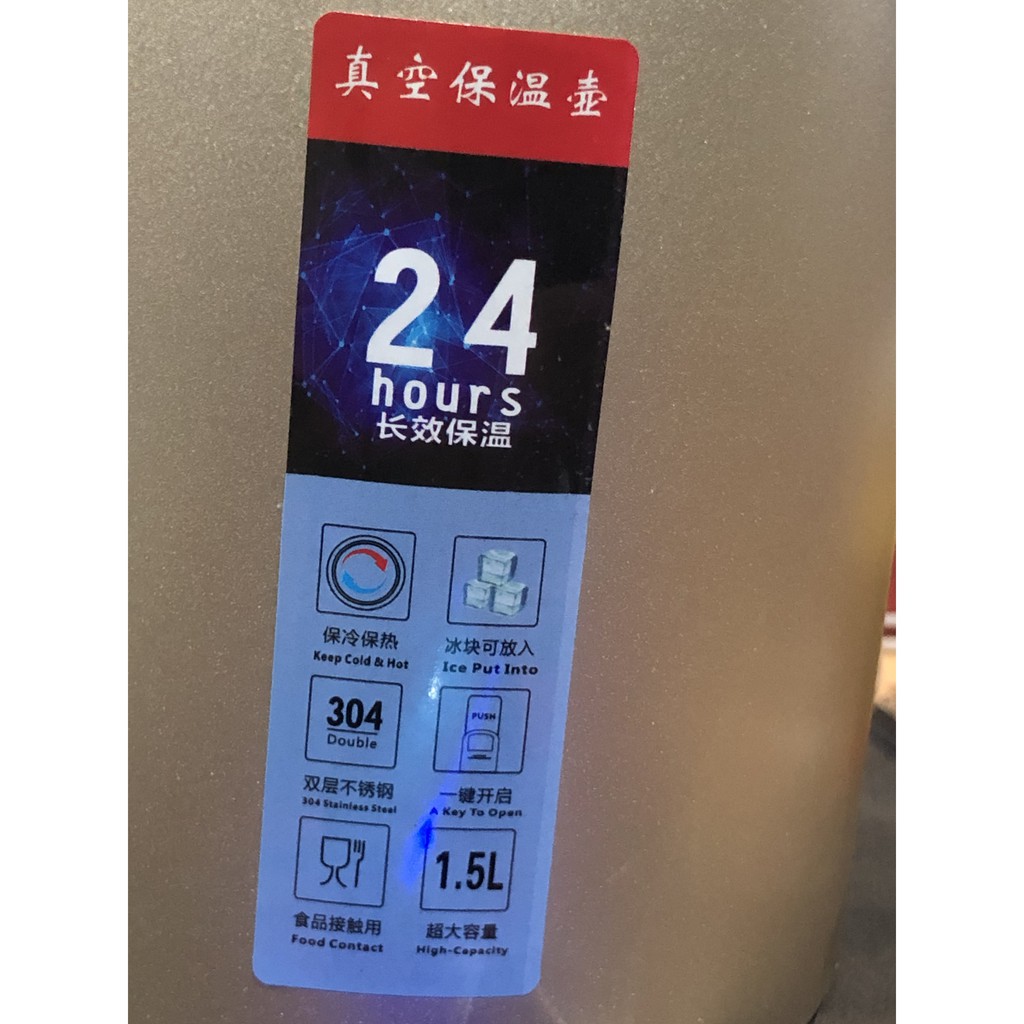 真空保温壶
24
hours
长效保温
保冷保热
Keep Cold & Hot
冰块可放入
Ice Put Into
304
Double
双层不锈钢
304 Stainless Steel
PUSH
一键开启
A Key To Open
食品接触用
Food Contact
1.5L
超大容量
High-Capacity